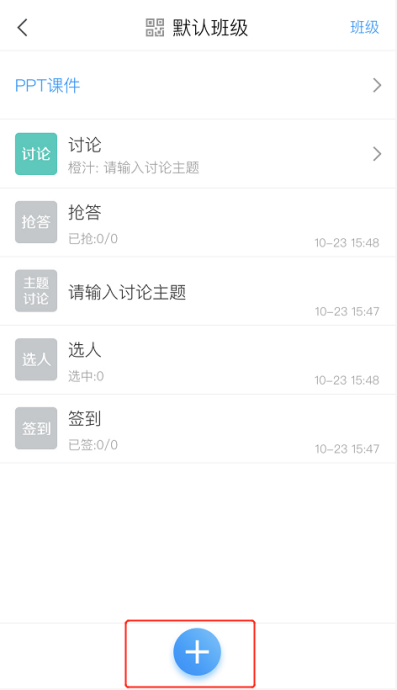 默认班级
班级
PPT课件
讨论
讨论
橙汁: 请输入讨论主题
抢答
抢答
已抢:0/0
10-23 15:48
主题
讨论
请输入讨论主题
10-23 15:47
选人
选人
选中:0
10-23 15:48
签到
签到
已签:0/0
10-23 15:47